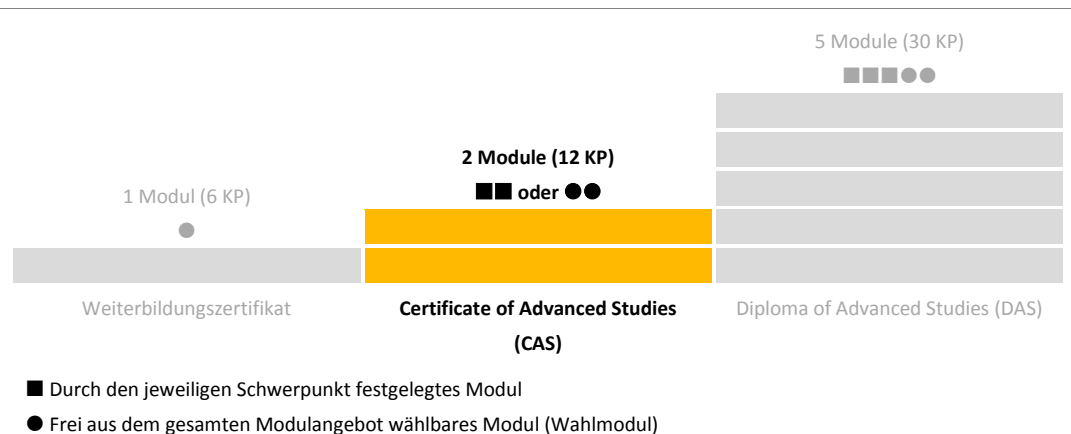 5 Module (30 KP)
■■■●●
2 Module (12 KP)
■■ oder ●●
1 Modul (6 KP)
●
Weiterbildungszertifikat
Certificate of Advanced Studies
(CAS)
Diploma of Advanced Studies (DAS)
■ Durch den jeweiligen Schwerpunkt festgelegtes Modul
● Frei aus dem gesamten Modulangebot wählbares Modul (Wahlmodul)